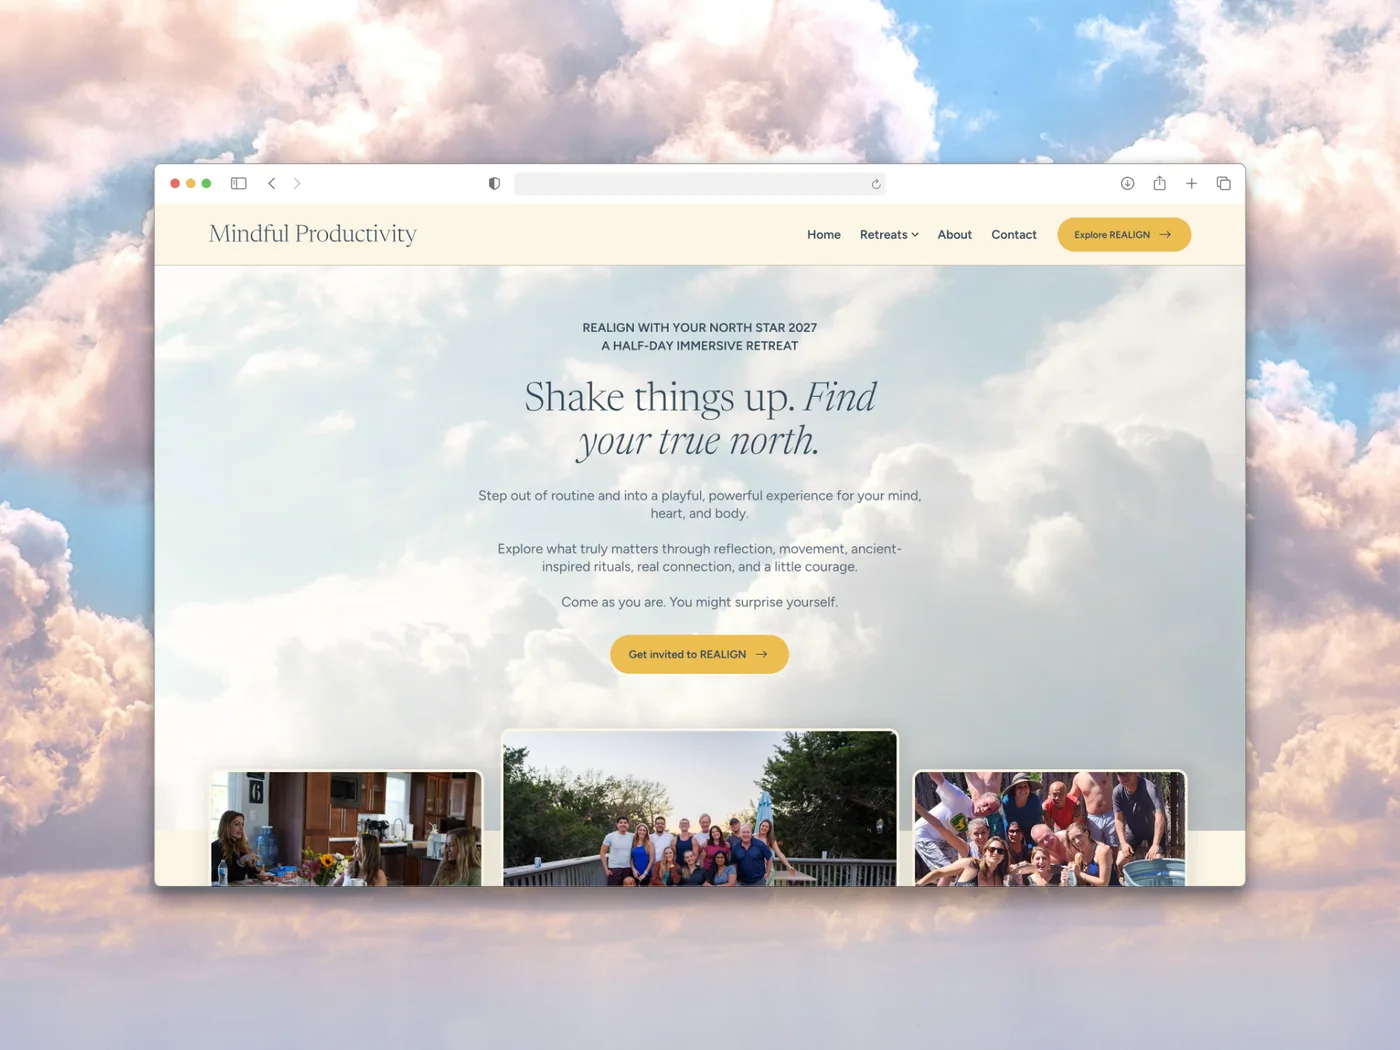 Mindful Productivity
Home
Retreats
About
Contact
Explore REALIGN
REALIGN WITH YOUR NORTH STAR 2027
A HALF-DAY IMMERSIVE RETREAT
Shake things up. Find
your true north.
Step out of routine and into a playful, powerful experience for your mind,
heart, and body.
Explore what truly matters through reflection, movement, ancient-
inspired rituals, real connection, and a little courage.
Come as you are. You might surprise yourself.
Get invited to REALIGN